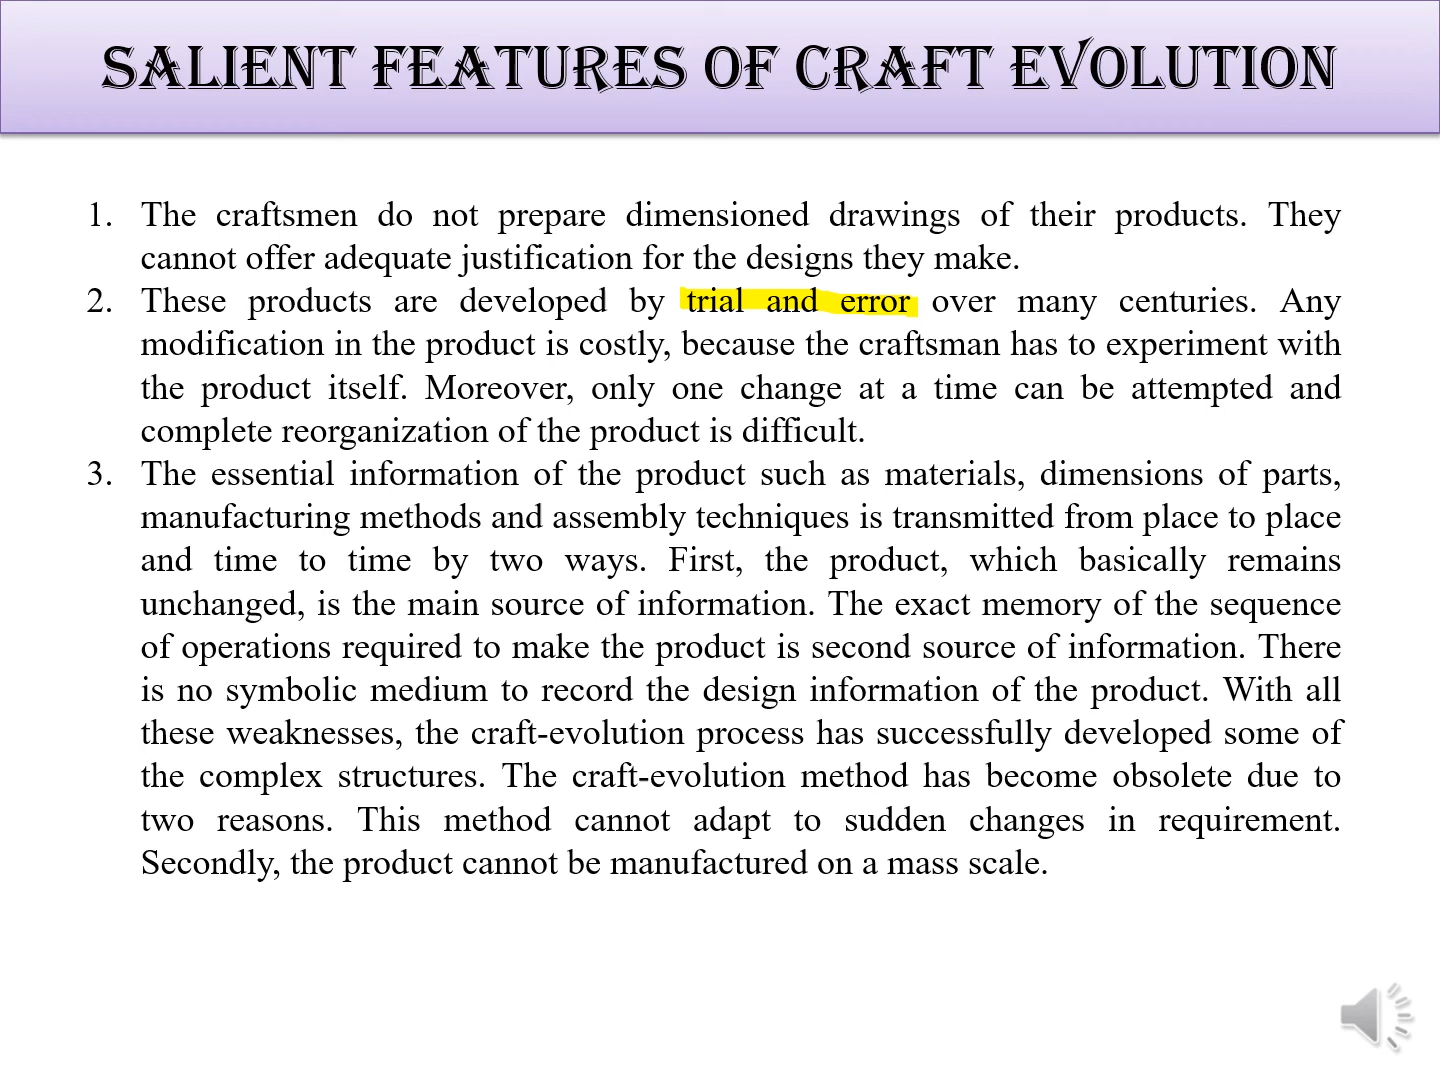 SALIENT FEATURES OF CRAFT EVOLUTION
1. The craftsmen do not prepare dimensioned drawings of their products. They
cannot offer adequate justification for the designs they make.
2. These products are developed by trial and error over many centuries. Any
modification in the product is costly, because the craftsman has to experiment with
the product itself. Moreover, only one change at a time can be attempted and
complete reorganization of the product is difficult.
3. The essential information of the product such as materials, dimensions of parts,
manufacturing methods and assembly techniques is transmitted from place to place
and time to time by two ways. First, the product, which basically remains
unchanged, is the main source of information. The exact memory of the sequence
of operations required to make the product is second source of information. There
is no symbolic medium to record the design information of the product. With all
these weaknesses, the craft-evolution process has successfully developed some of
the complex structures. The craft-evolution method has become obsolete due to
two reasons. This method cannot adapt to sudden changes in requirement.
Secondly, the product cannot be manufactured on a mass scale.